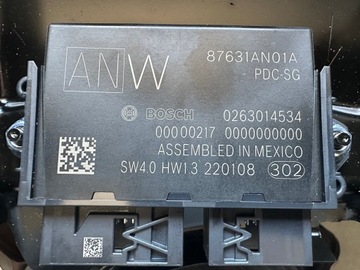 ANW
87631AN01A
PDC-SG
BOSCH 0263014534
00000217 0000000000
ASSEMBLED IN MEXICO
SW4.0 HW1.3 220108 302